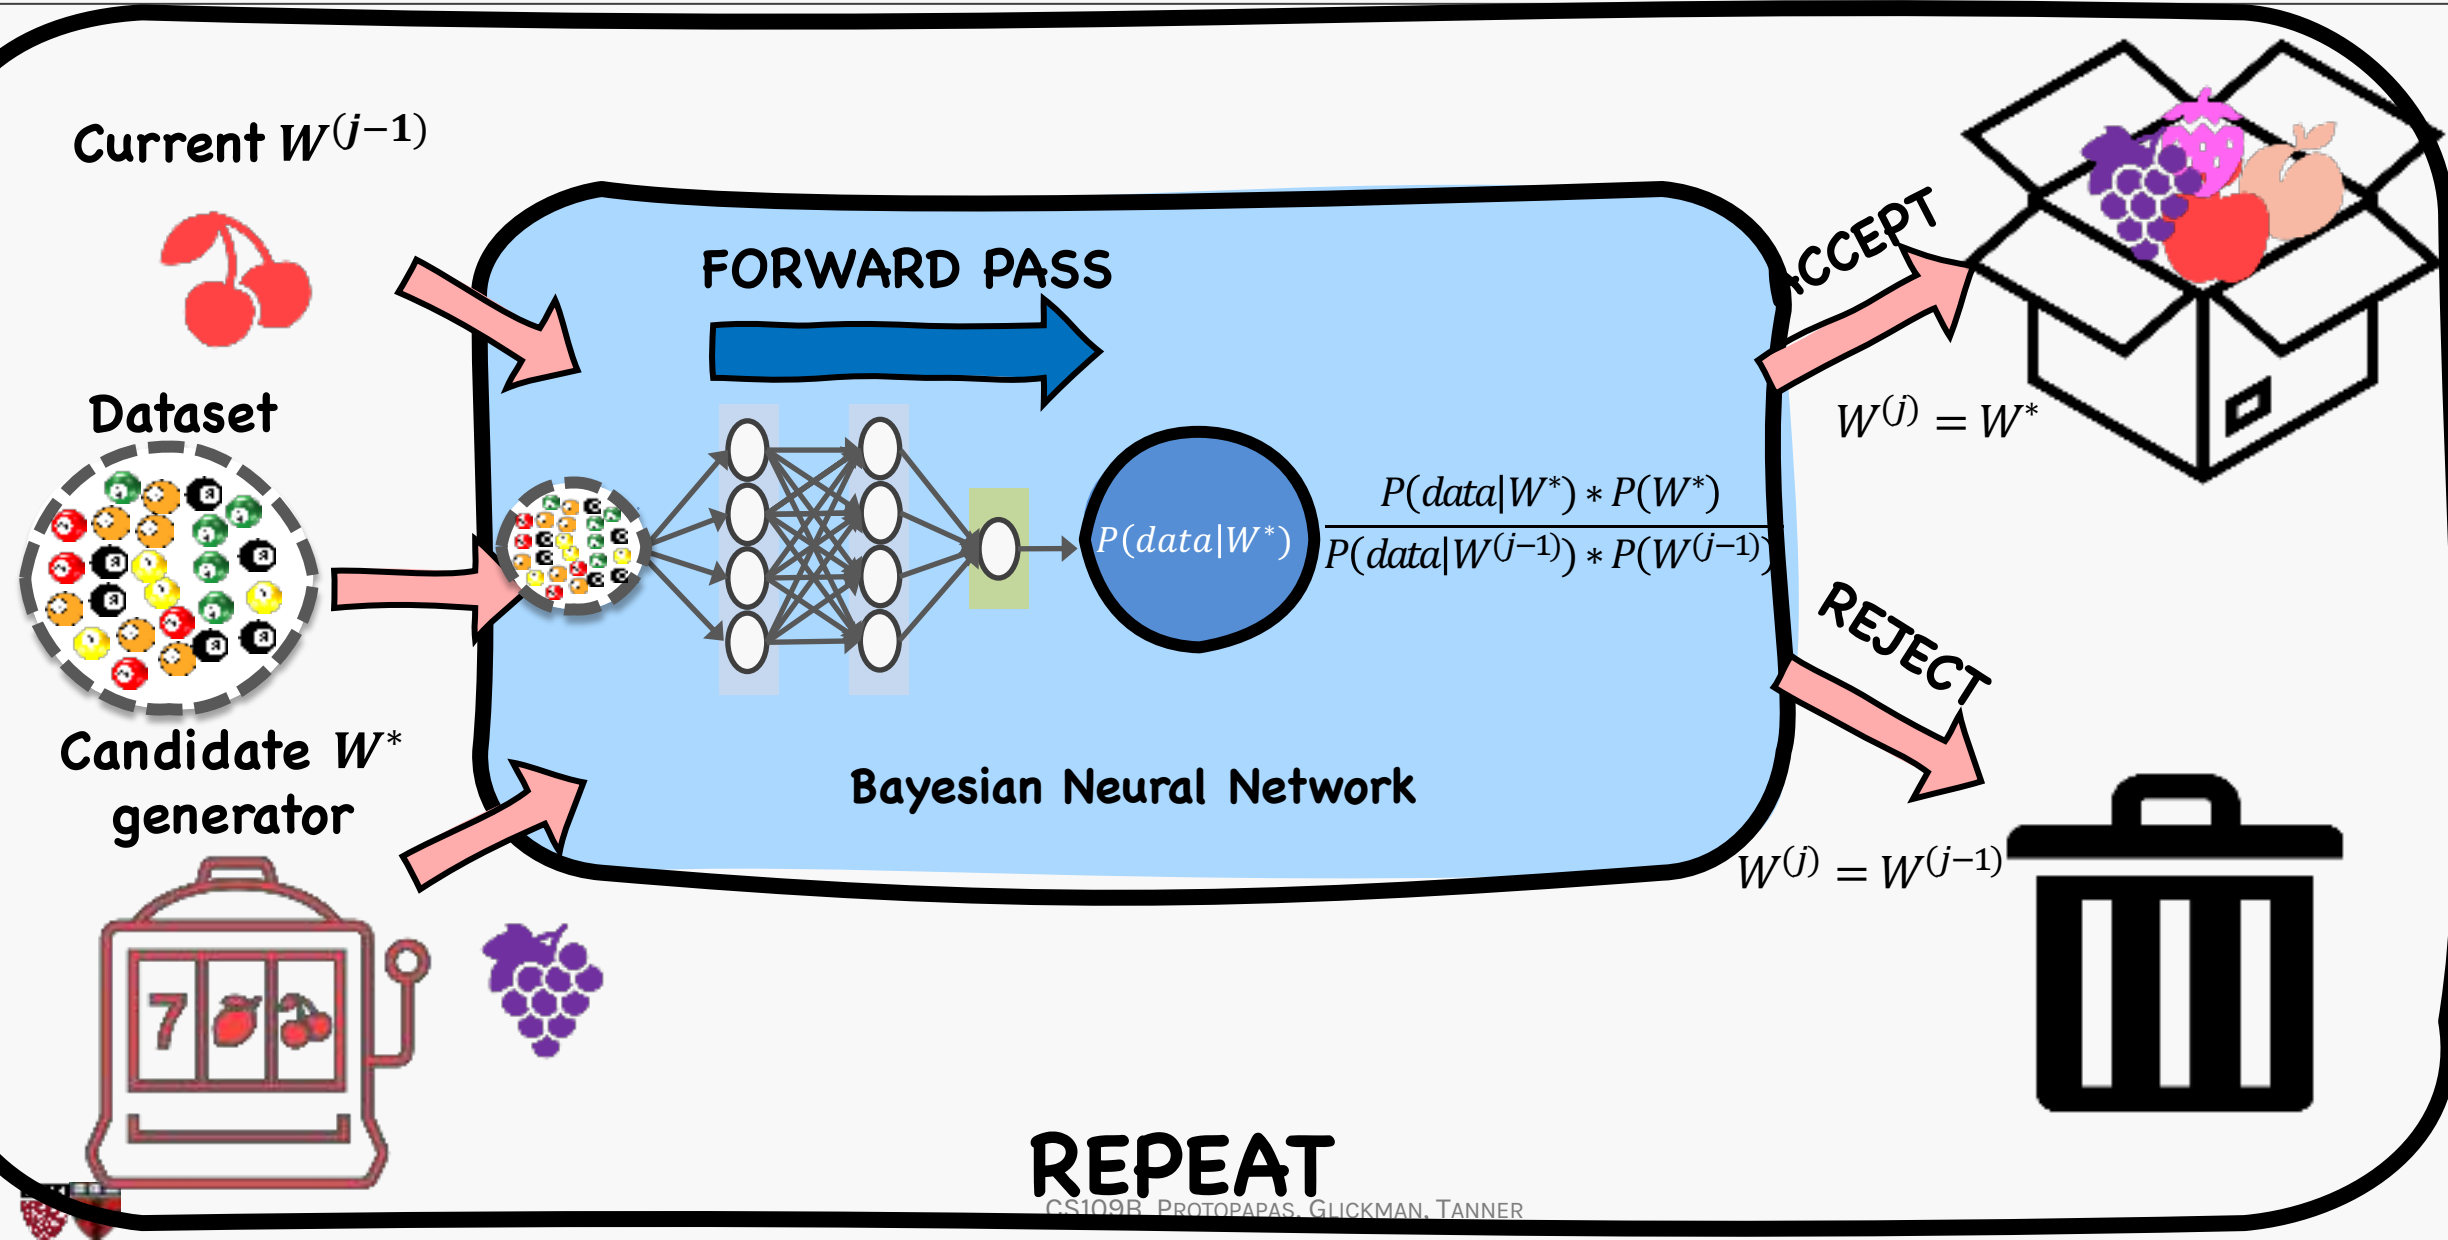 Current W^(j−1)
Dataset
Candidate W*
generator
7
FORWARD PASS
P(data|W*)
P(data|W*) * P(W*)
P(data|W^(j−1)) * P(W^(j−1))
Bayesian Neural Network
ACCEPT
W^(j) = W*
REJECT
W^(j) = W^(j−1)
REPEAT
CS109B, PROTOPAPAS, GLICKMAN, TANNER